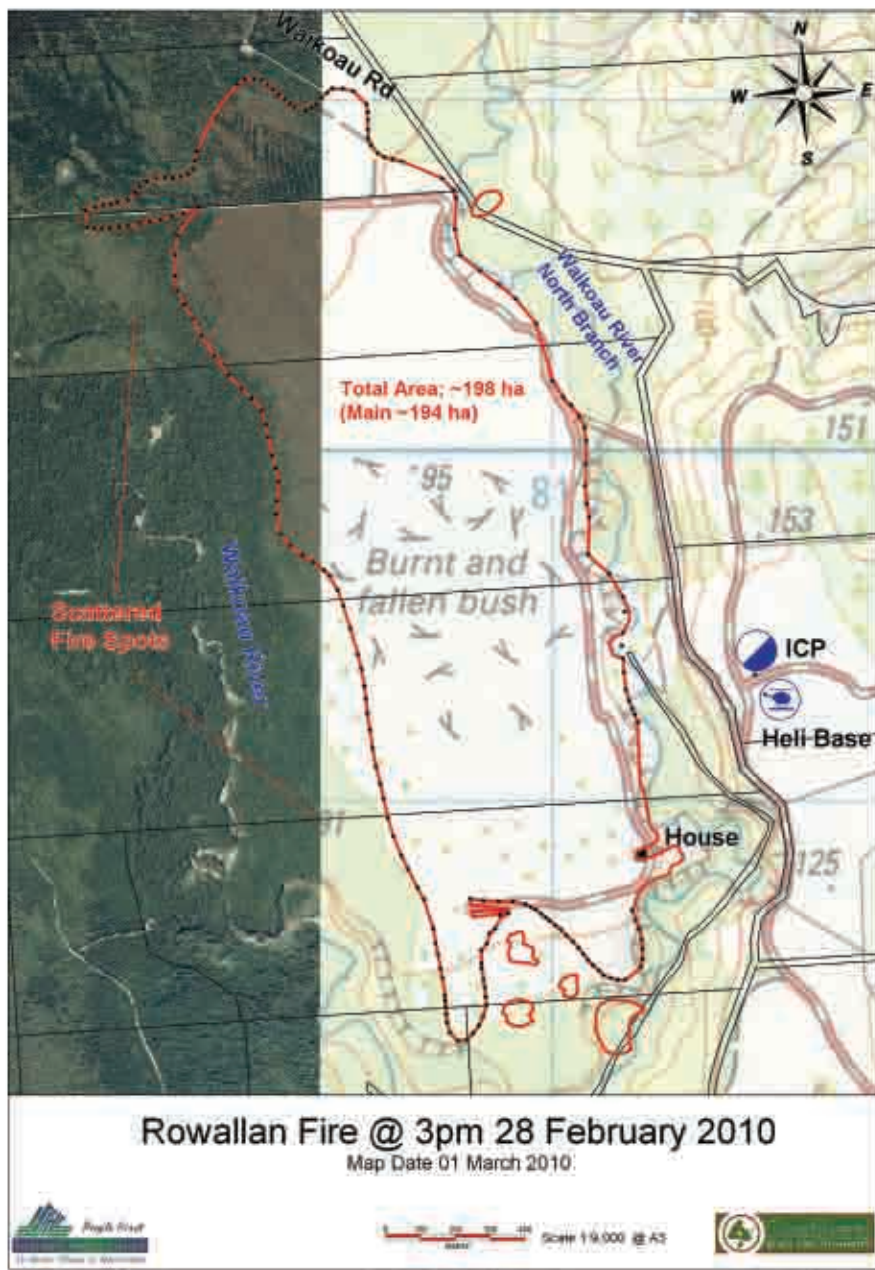 N
W
E
S
Waikoau Rd
Waikoau River
North Branch
Total Area; ~198 ha
(Main ~194 ha)
151
95
81
153
Burnt and
fallen bush
Scattered
Fire Spots
Waikoau River
ICP
Heli Base
House
91
125
Rowallan Fire @ 3pm 28 February 2010
Map Date 01 March 2010
Scale 1:9,000 @ A3